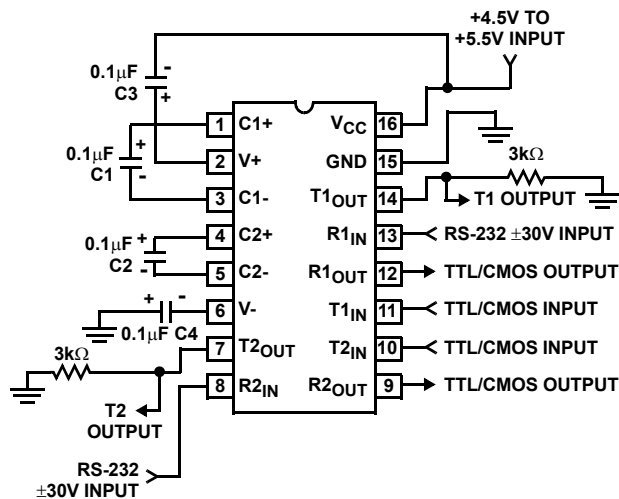 +4.5V TO
+5.5V INPUT
0.1µF
-
C3
+
1
C1+
VCC
16
0.1µF
+
C1
-
2
V+
GND
15
3kΩ
3
C1-
T1OUT
14
T1 OUTPUT
0.1µF
+
C2
-
4
C2+
R1IN
13
RS-232 ±30V INPUT
5
C2-
R1OUT
12
TTL/CMOS OUTPUT
+
-
0.1µF C4
6
V-
T1IN
11
TTL/CMOS INPUT
3kΩ
7
T2OUT
T2IN
10
TTL/CMOS INPUT
8
R2IN
R2OUT
9
TTL/CMOS OUTPUT
T2
OUTPUT
RS-232
±30V INPUT